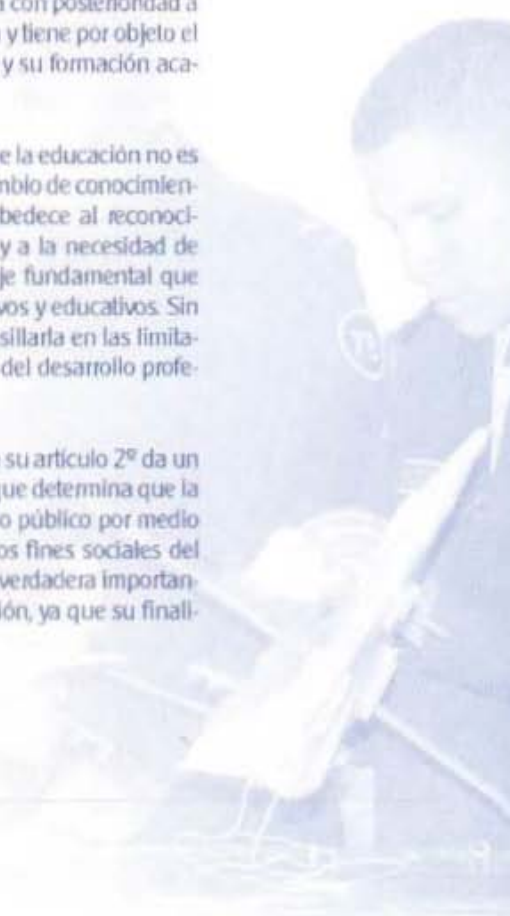 con posterioridad a
y tiene por objeto el
y su formación aca-
e la educación no es
mbio de conocimien-
bedece al reconoci-
y a la necesidad de
je fundamental que
vos y educativos. Sin
sillarla en las limita-
del desarrollo profe-
su artículo 2º da un
que determina que la
o público por medio
os fines sociales del
verdadera importan-
ión, ya que su finali-